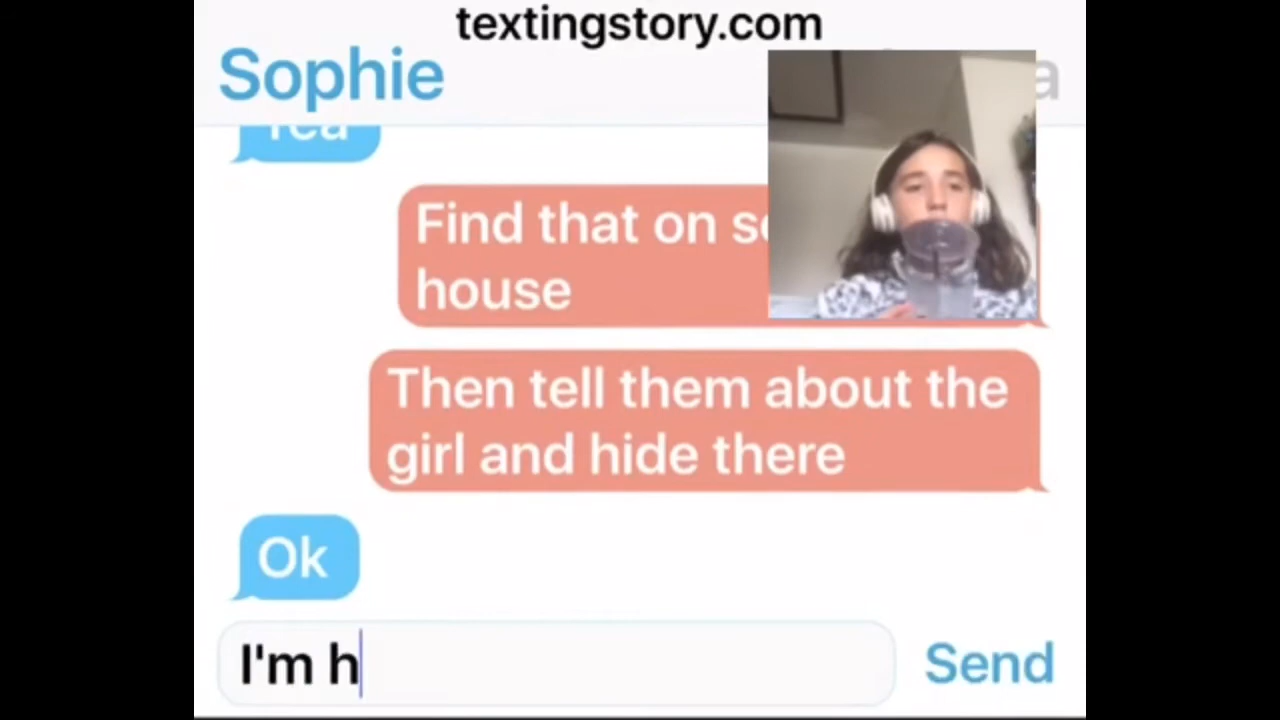 textingstory.com
Sophie
Find that on
house
Then tell them about the
girl and hide there
Ok
I'm h
Send